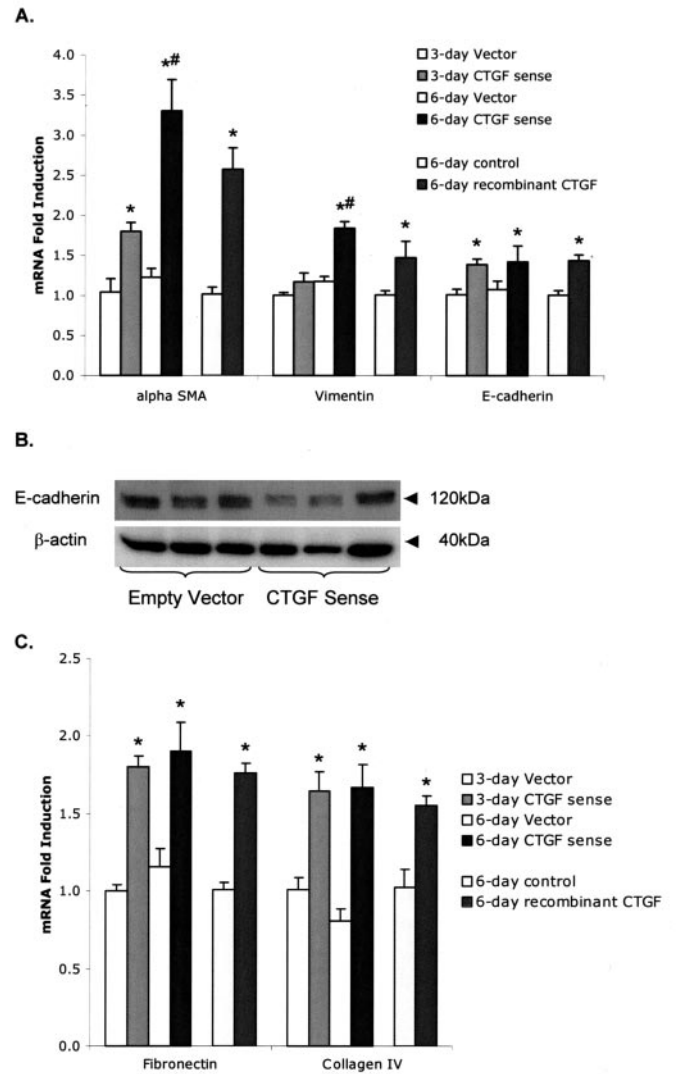 A.
4.0
3.5
3.0
2.5
2.0
1.5
1.0
0.5
0.0
mRNA Fold Induction
*
*#
*
*#
*
*
*
*
3-day Vector
3-day CTGF sense
6-day Vector
6-day CTGF sense
6-day control
6-day recombinant CTGF
alpha SMA
Vimentin
E-cadherin
B.
E-cadherin
120kDa
β-actin
40kDa
Empty Vector
CTGF Sense
C.
2.5
2.0
1.5
1.0
0.5
0.0
mRNA Fold Induction
*
*
*
*
*
*
3-day Vector
3-day CTGF sense
6-day Vector
6-day CTGF sense
6-day control
6-day recombinant CTGF
Fibronectin
Collagen IV